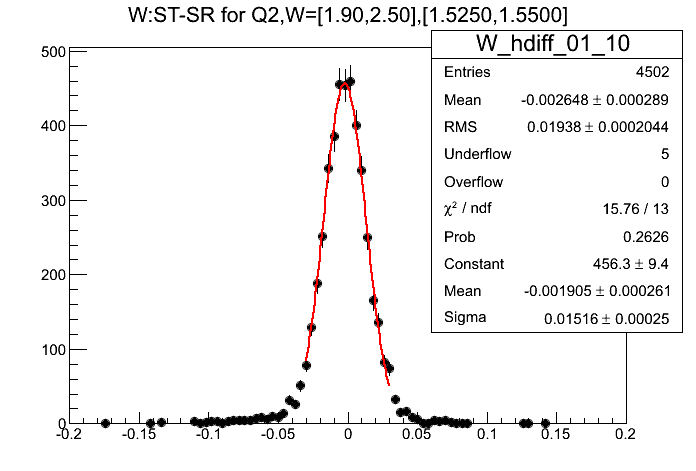 W:ST-SR for Q2,W=[1.90,2.50],[1.5250,1.5500]
W_hdiff_01_10
Entries 4502
Mean -0.002648 ± 0.000289
RMS 0.01938 ± 0.0002044
Underflow 5
Overflow 0
χ² / ndf 15.76 / 13
Prob 0.2626
Constant 456.3 ± 9.4
Mean -0.001905 ± 0.000261
Sigma 0.01516 ± 0.00025
500
400
300
200
100
0
-0.2 -0.15 -0.1 -0.05 0 0.05 0.1 0.15 0.2